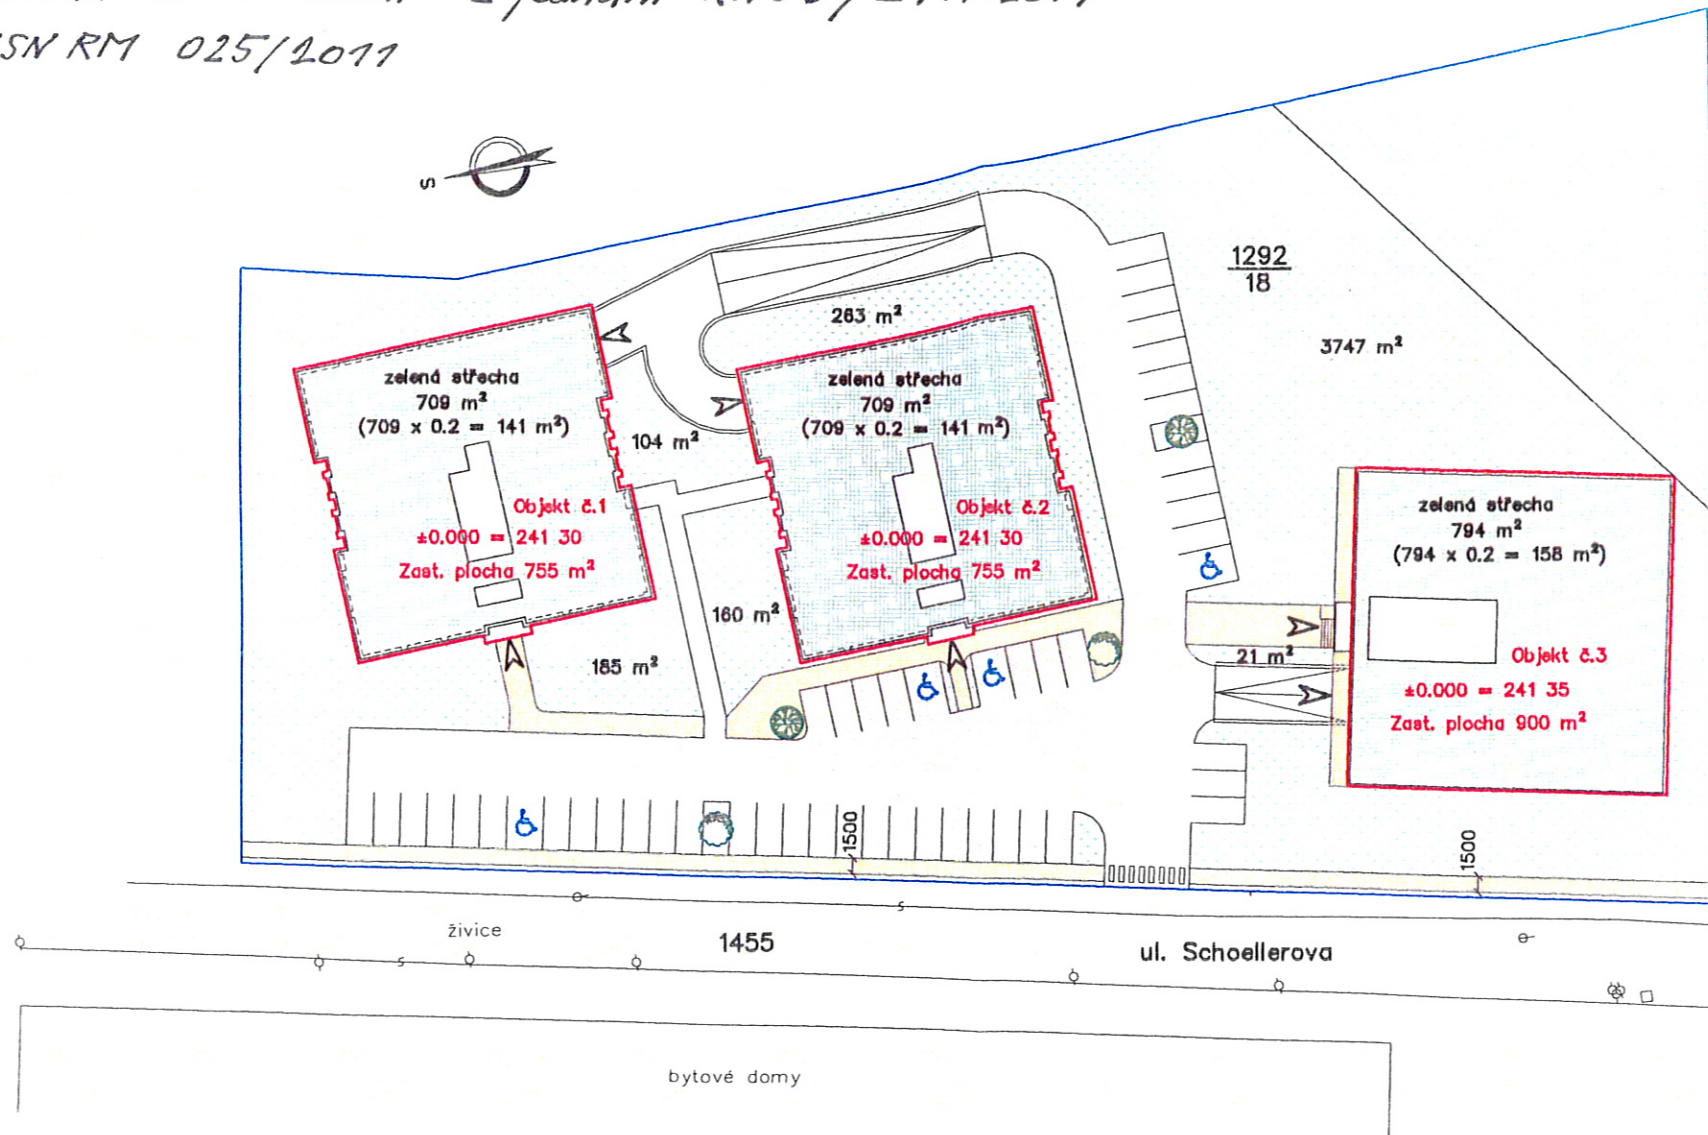 SN RM 025/2011
S
1292
18
3747 m²
263 m²
zelená střecha
709 m²
(709 x 0.2 = 141 m²)
Objekt č.1
±0.000 = 241 30
Zast. plocha 755 m²
104 m²
zelená střecha
709 m²
(709 x 0.2 = 141 m²)
Objekt č.2
±0.000 = 241 30
Zast. plocha 755 m²
160 m²
185 m²
zelená střecha
794 m²
(794 x 0.2 = 158 m²)
21 m²
Objekt č.3
±0.000 = 241 35
Zast. plocha 900 m²
1500
1500
živice
1455
ul. Schoellerova
bytové domy